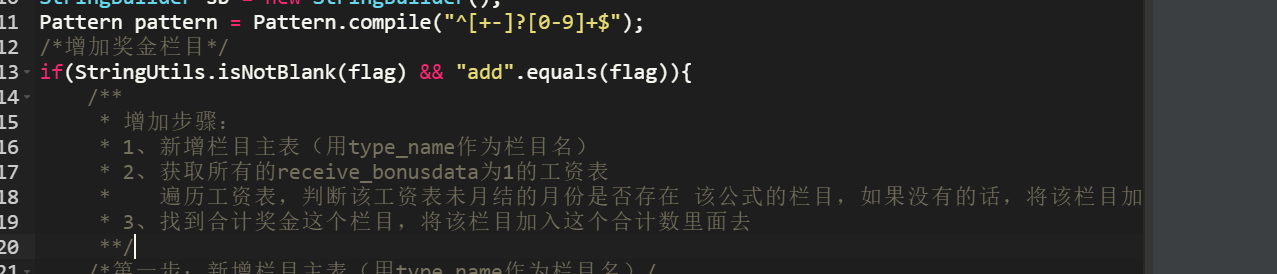 10 StringBuilder sb = new StringBuilder();
11 Pattern pattern = Pattern.compile("^[+-]?[0-9]+$");
12 /*增加奖金栏目*/
13 if(StringUtils.isNotBlank(flag) && "add".equals(flag)){
14 /**
15 * 增加步骤：
16 * 1、新增栏目主表（用type_name作为栏目名）
17 * 2、获取所有的receive_bonusdata为1的工资表
18 * 遍历工资表，判断该工资表未月结的月份是否存在 该公式的栏目，如果没有的话，将该栏目加
19 * 3、找到合计奖金这个栏目，将该栏目加入这个合计数里面去
20 **/
21 /*第一步：新增栏目主表（用type_name作为栏目名）/